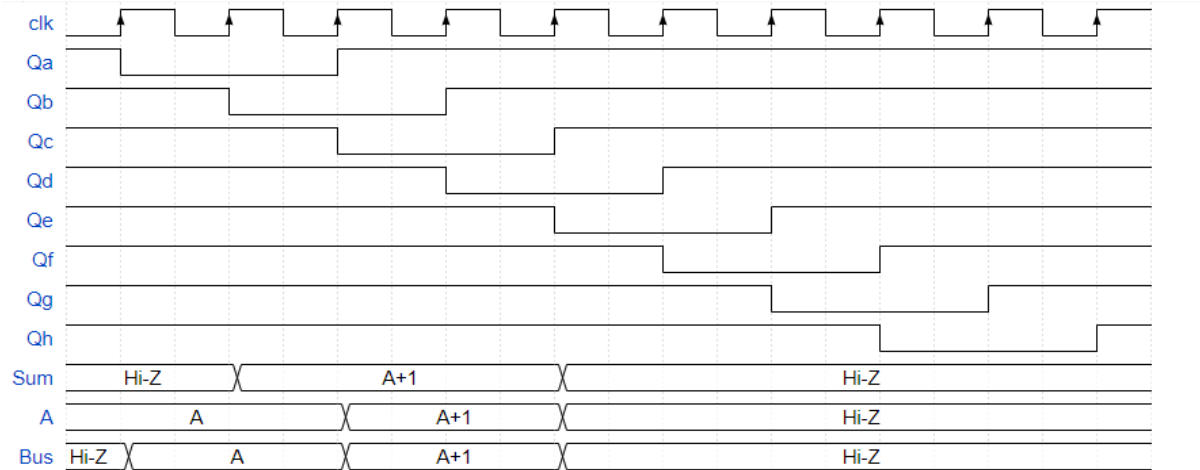 clk
Qa
Qb
Qc
Qd
Qe
Qf
Qg
Qh
Sum Hi-Z A+1 Hi-Z
A A A+1 Hi-Z
Bus Hi-Z A A+1 Hi-Z